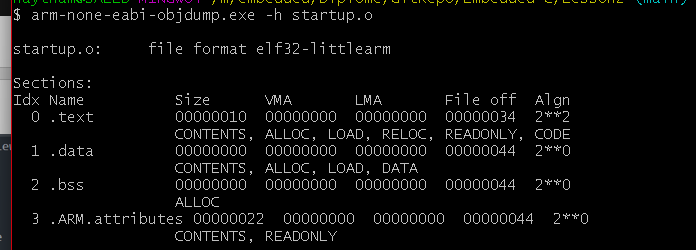 $ arm-none-eabi-objdump.exe -h startup.o
startup.o:     file format elf32-littlearm
Sections:
Idx Name          Size      VMA       LMA       File off  Algn
  0 .text         00000010  00000000  00000000  00000034  2**2
                  CONTENTS, ALLOC, LOAD, RELOC, READONLY, CODE
  1 .data         00000000  00000000  00000000  00000044  2**0
                  CONTENTS, ALLOC, LOAD, DATA
  2 .bss          00000000  00000000  00000000  00000044  2**0
                  ALLOC
  3 .ARM.attributes 00000022  00000000  00000000  00000044  2**0
                  CONTENTS, READONLY